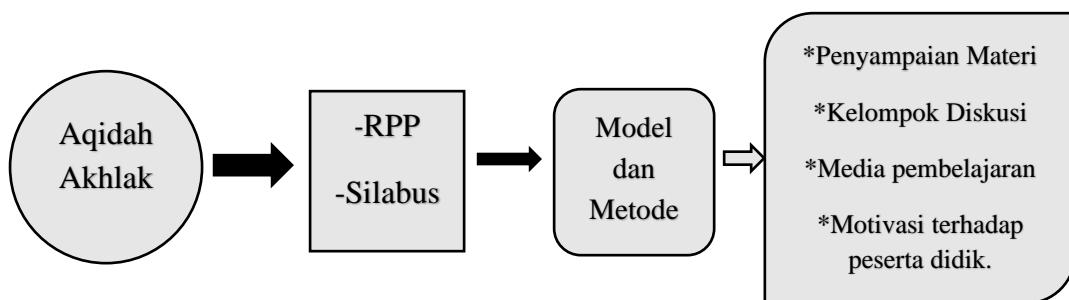 Aqidah
Akhlak
-RPP
-Silabus
Model
dan
Metode
*Penyampaian Materi
*Kelompok Diskusi
*Media pembelajaran
*Motivasi terhadap
peserta didik.